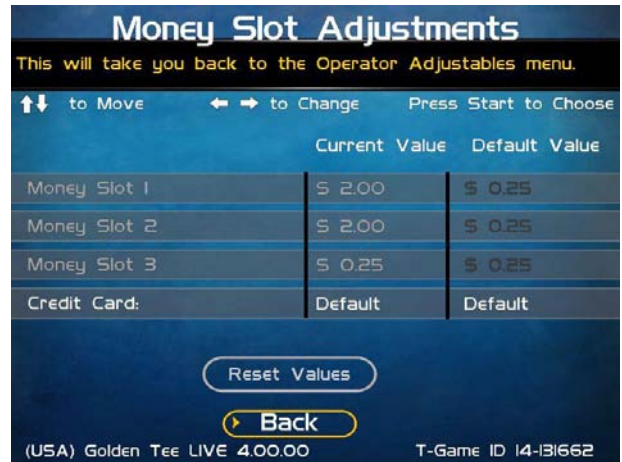 Money Slot Adjustments
This will take you back to the Operator Adjustables menu.
to Move to Change Press Start to Choose
Current Value Default Value
Money Slot 1 $ 2.00 $ 0.25
Money Slot 2 $ 2.00 $ 0.25
Money Slot 3 $ 0.25 $ 0.25
Credit Card: Default Default
Reset Values
Back
(USA) Golden Tee LIVE 4.00.00 T-Game ID 14-131662